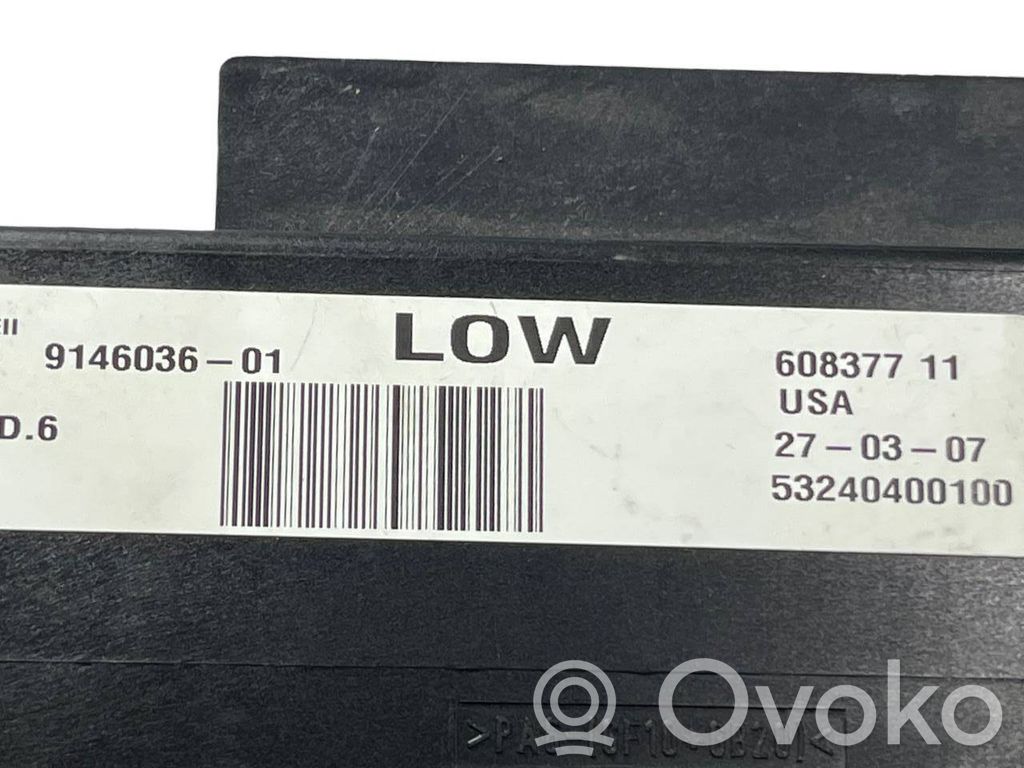 LOW
9146036-01
D.6
608377 11
USA
27-03-07
53240400100
Ovoko